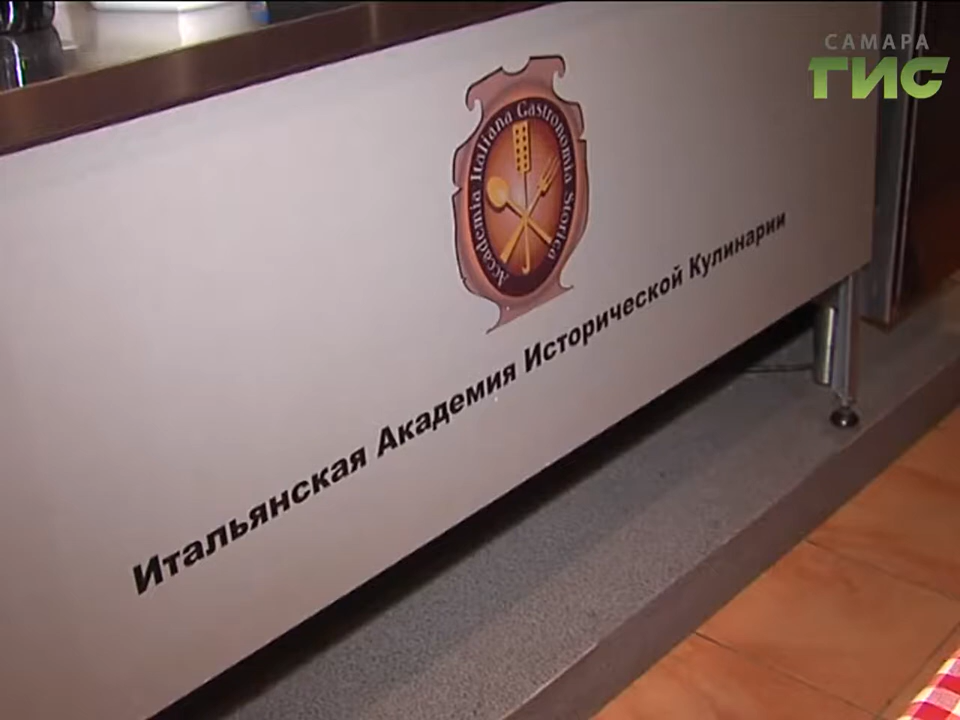 САМАРА
ГИС
Accademia Italiana Gastronomia Storica
Итальянская Академия Исторической Кулинарии